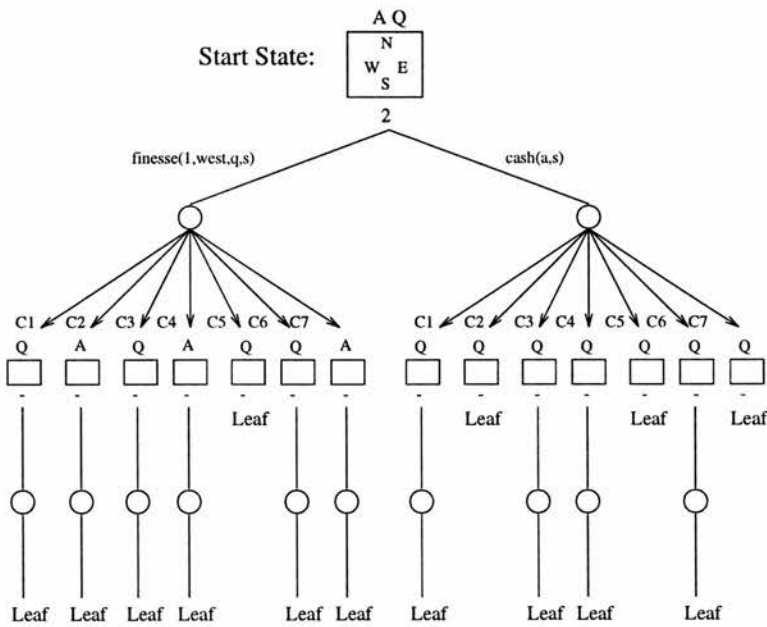 A Q
Start State:
N
W E
S
2
finesse(1,west,q,s)
cash(a,s)
C1 C2 C3 C4 C5 C6 C7 C1 C2 C3 C4 C5 C6 C7
Q A Q A Q Q A Q Q Q Q Q Q Q
- - - - - - - - - - - - - -
Leaf Leaf Leaf Leaf
Leaf Leaf Leaf Leaf Leaf Leaf Leaf Leaf Leaf Leaf